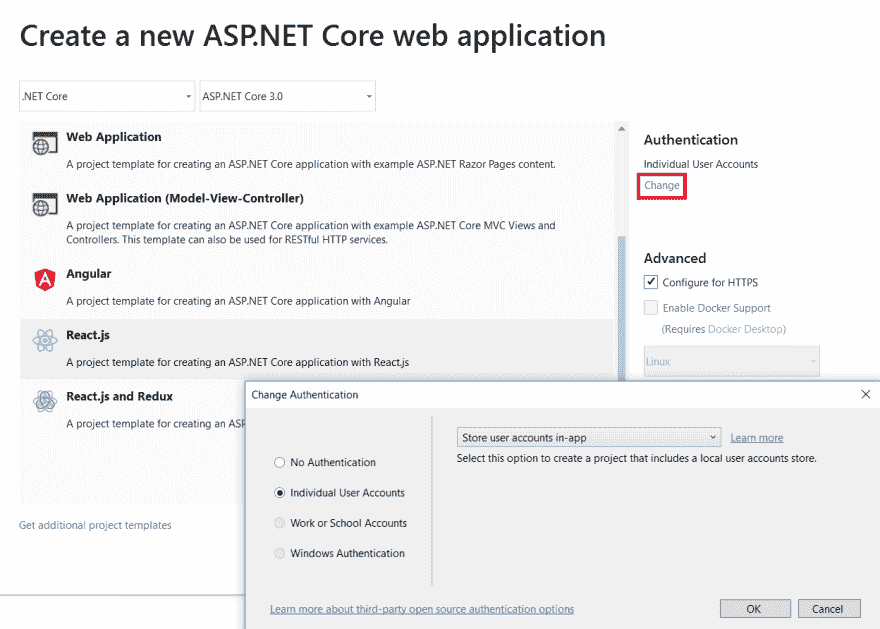 Create a new ASP.NET Core web application
.NET Core
ASP.NET Core 3.0
Web Application
A project template for creating an ASP.NET Core application with example ASP.NET Razor Pages content.
Web Application (Model-View-Controller)
A project template for creating an ASP.NET Core application with example ASP.NET Core MVC Views and
Controllers. This template can also be used for RESTful HTTP services.
Angular
A project template for creating an ASP.NET Core application with Angular
React.js
A project template for creating an ASP.NET Core application with React.js
React.js and Redux
A project template for creating an ASP
Get additional project templates
Authentication
Individual User Accounts
Change
Advanced
Configure for HTTPS
Enable Docker Support
(Requires Docker Desktop)
Linux
Change Authentication
No Authentication
Individual User Accounts
Work or School Accounts
Windows Authentication
Store user accounts in-app
Learn more
Select this option to create a project that includes a local user accounts store.
Learn more about third-party open source authentication options
OK
Cancel